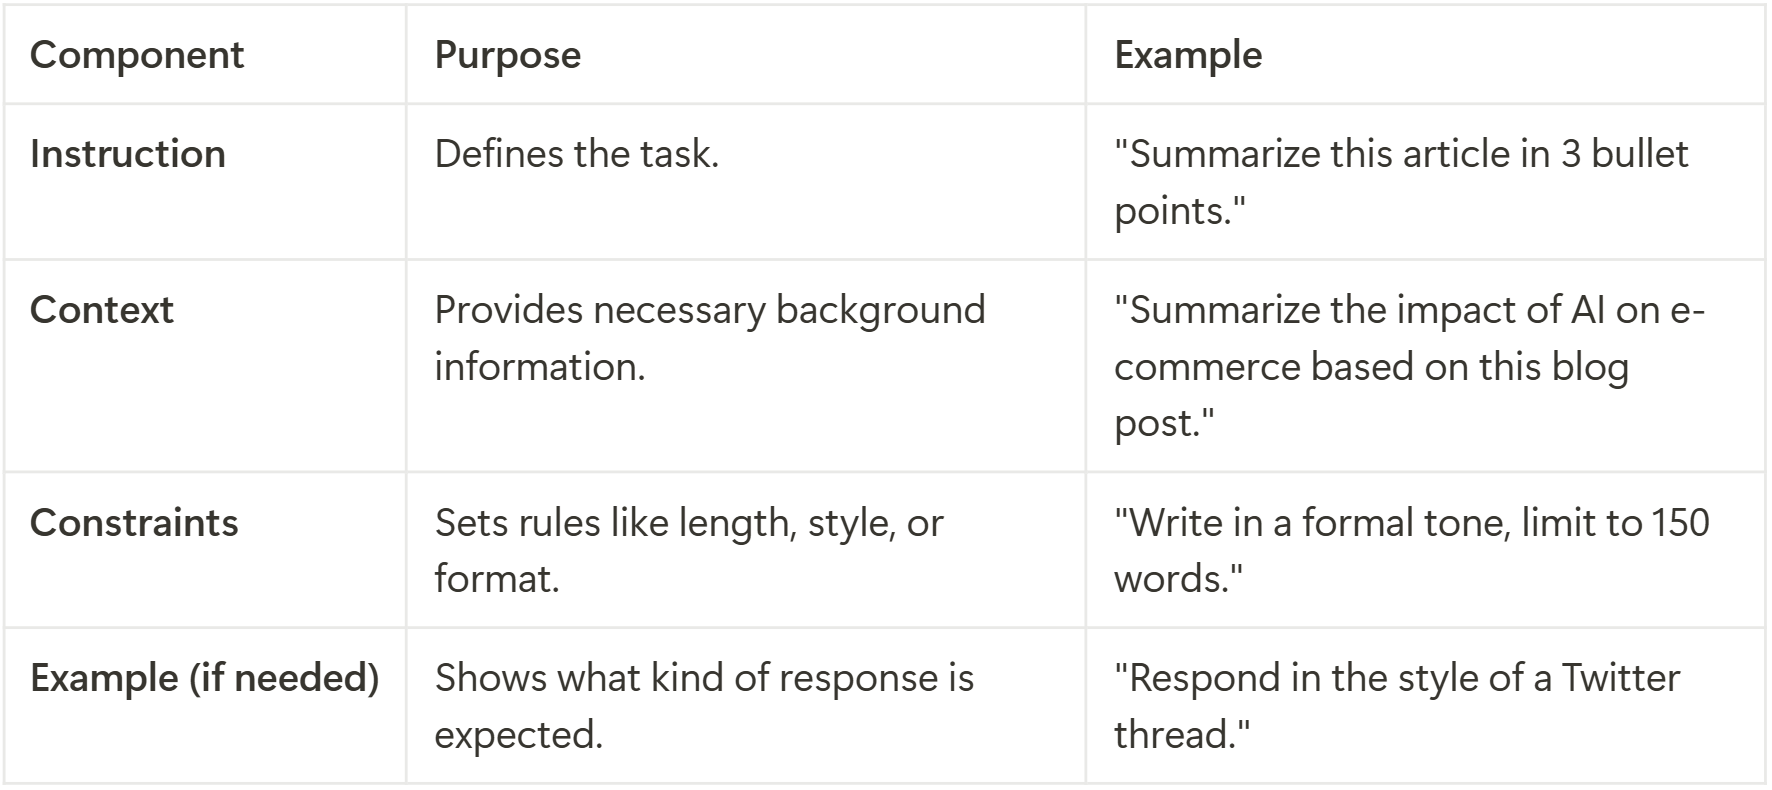 Component Purpose Example
Instruction Defines the task. "Summarize this article in 3 bullet
points."
Context Provides necessary background "Summarize the impact of AI on e-
information. commerce based on this blog
post."
Constraints Sets rules like length, style, or "Write in a formal tone, limit to 150
format. words."
Example (if needed) Shows what kind of response is "Respond in the style of a Twitter
expected. thread."